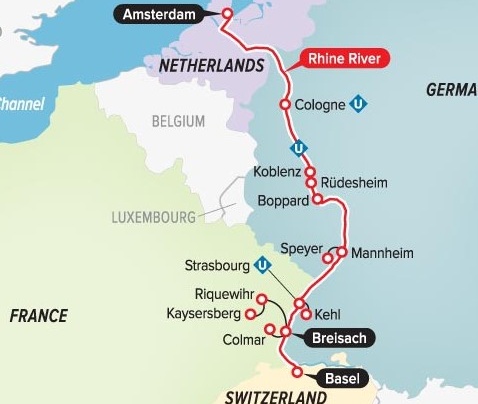 Amsterdam
NETHERLANDS
Rhine River
Channel
Cologne U
GERMA
BELGIUM
U
Koblenz
Rüdesheim
Boppard
LUXEMBOURG
Speyer
Mannheim
Strasbourg U
Riquewihr
FRANCE
Kaysersberg
Kehl
Colmar
Breisach
Basel
SWITZERLAND